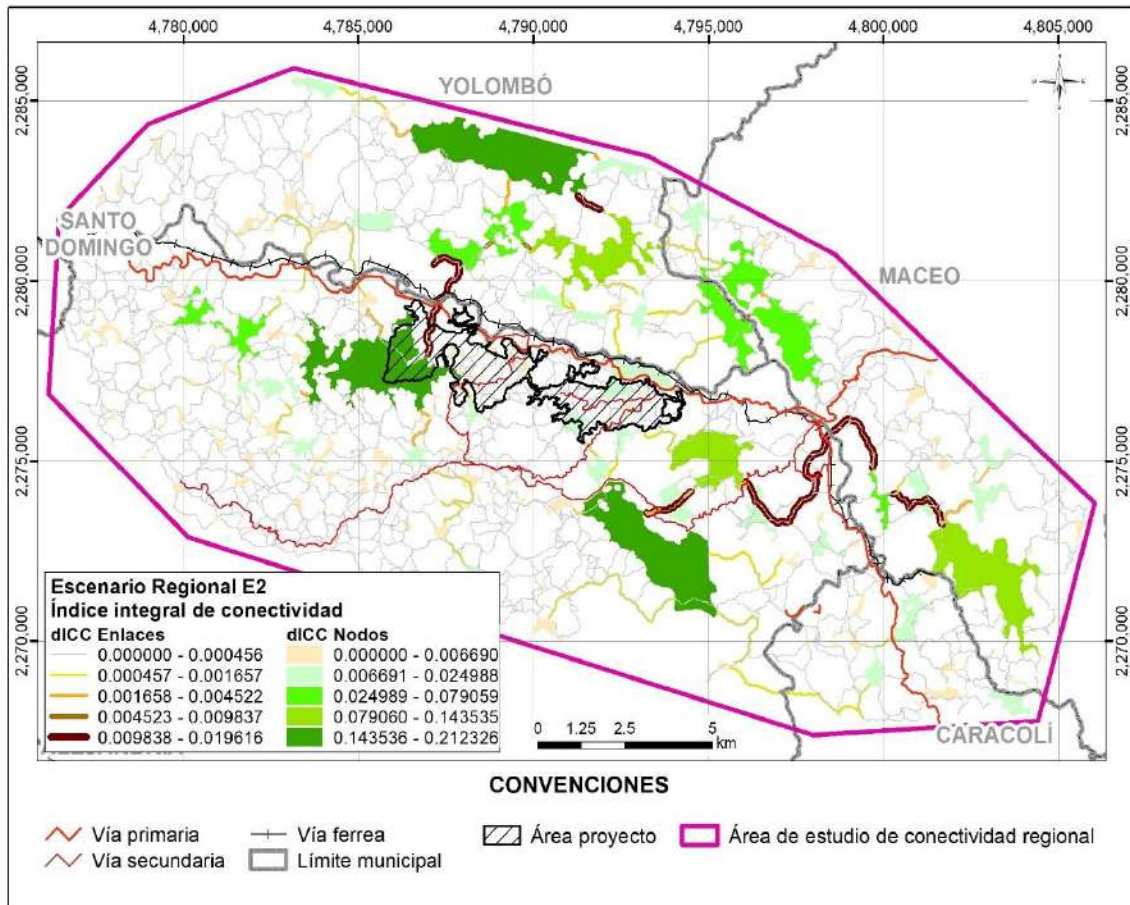 4,780,000 4,785,000 4,790,000 4,795,000 4,800,000 4,805,000
2,285,000 2,285,000
YOLOMBÓ
SANTO
DOMINGO
2,280,000 2,280,000
MACEO
2,275,000 2,275,000
2,270,000 2,270,000
Escenario Regional E2
Índice integral de conectividad
dICC Enlaces dICC Nodos
0.000000 - 0.000456 0.000000 - 0.006690
0.000457 - 0.001657 0.006691 - 0.024988
0.001658 - 0.004522 0.024989 - 0.079059
0.004523 - 0.009837 0.079060 - 0.143535
0.009838 - 0.019616 0.143536 - 0.212326
0 1.25 2.5 5
km
CARACOLÍ
CONVENCIONES
Vía primaria Vía ferrea Área proyecto Área de estudio de conectividad regional
Vía secundaria Límite municipal